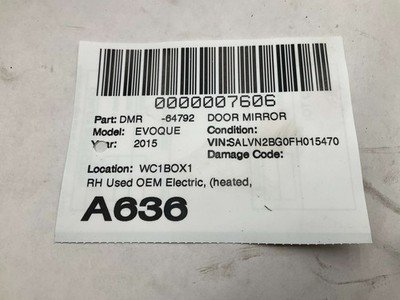 0000007606
Part: DMR -64792 DOOR MIRROR
Model: EVOQUE Condition:
Year: 2015 VIN:SALVN2BG0FH015470
Damage Code:
Location: WC1BOX1
RH Used OEM Electric, (heated,
A636